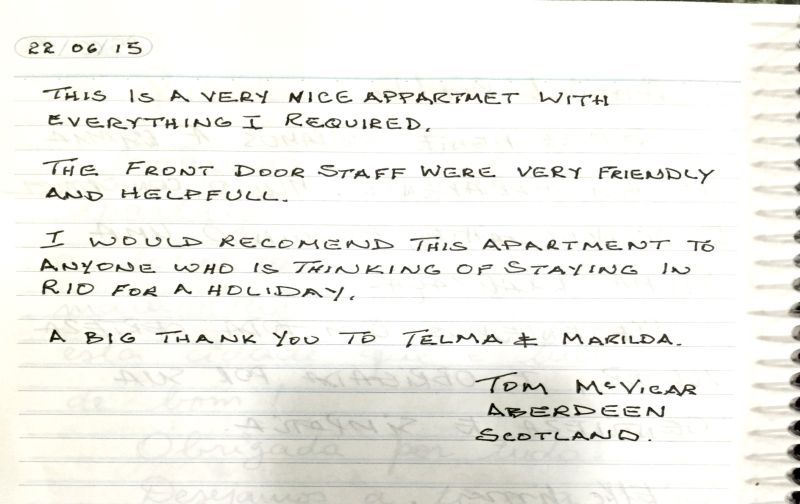 22/06/15
THIS IS A VERY NICE APPARTMET WITH
EVERYTHING I REQUIRED.
THE FRONT DOOR STAFF WERE VERY FRIENDLY
AND HELPFULL.
I WOULD RECOMEND THIS APARTMENT TO
ANYONE WHO IS THINKING OF STAYING IN
RIO FOR A HOLIDAY.
A BIG THANK YOU TO TELMA & MARILDA.
TOM McVICAR
ABERDEEN
SCOTLAND.